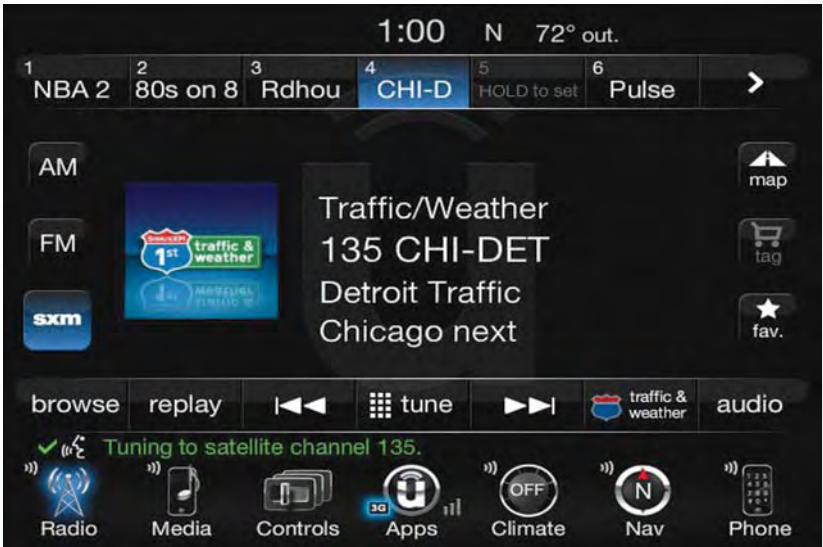 1:00 N 72° out.
1 NBA 2 2 80s on 8 3 Rdhou 4 CHI-D 5 HOLD to set 6 Pulse
AM
FM
sxm
SIRIUSXM
1st traffic &
weather
Traffic/Weather
135 CHI-DET
Detroit Traffic
Chicago next
map
tag
fav.
browse replay tune traffic &
weather audio
Tuning to satellite channel 135.
3G OFF N
Radio Media Controls Apps Climate Nav Phone